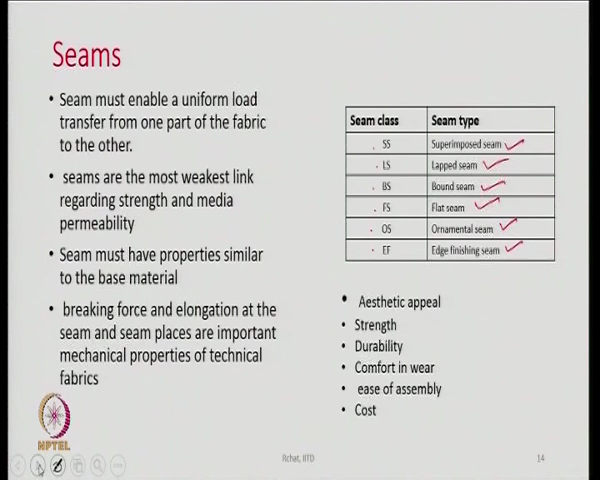 Seams
• Seam must enable a uniform load
transfer from one part of the fabric
to the other.
• seams are the most weakest link
regarding strength and media
permeability
• Seam must have properties similar
to the base material
• breaking force and elongation at the
seam and seam places are important
mechanical properties of technical
fabrics
Seam class Seam type
SS Superimposed seam
LS Lapped seam
BS Bound seam
FS Flat seam
OS Ornamental seam
EF Edge finishing seam
• Aesthetic appeal
• Strength
• Durability
• Comfort in wear
• ease of assembly
• Cost
NPTEL
Rchat, IITD
14